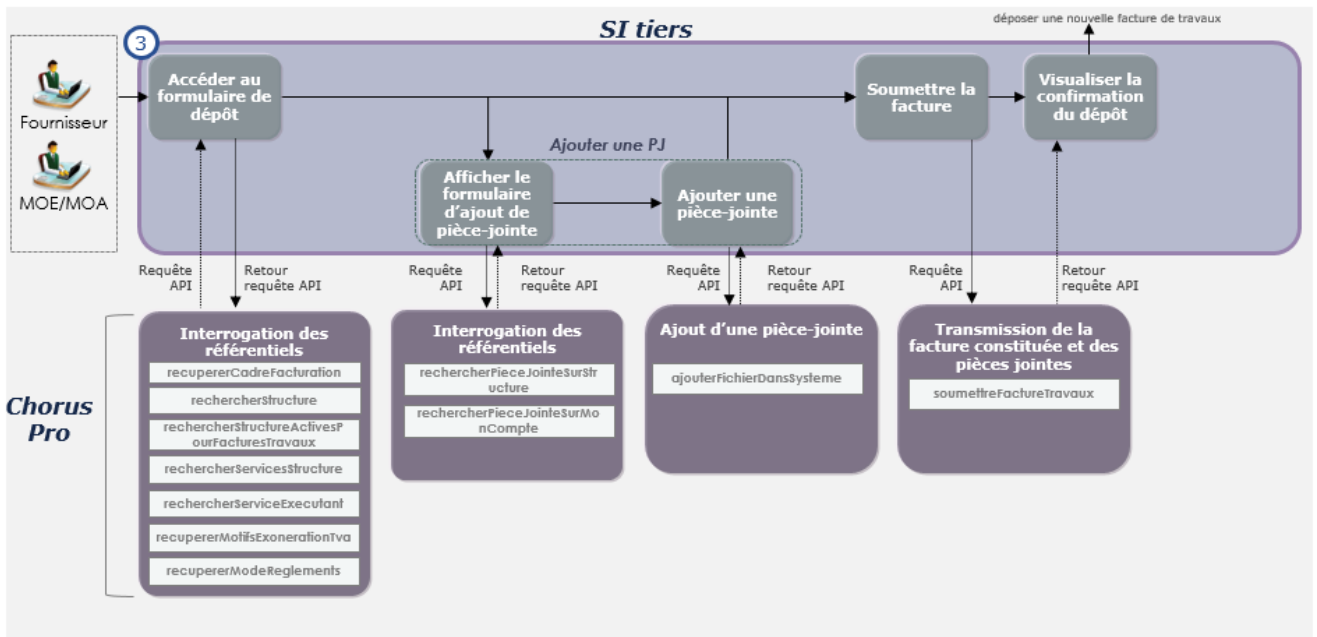 SI tiers
déposer une nouvelle facture de travaux
3
Fournisseur
MOE/MOA
Accéder au
formulaire de
dépôt
Soumettre la
facture
Visualiser la
confirmation
du dépôt
Ajouter une PJ
Afficher le
formulaire
d'ajout de
pièce-jointe
Ajouter une
pièce-jointe
Requête
API
Retour
requête API
Requête
API
Retour
requête API
Requête
API
Retour
requête API
Requête
API
Retour
requête API
Chorus
Pro
Interrogation des
référentiels
recupererCadreFacturation
rechercherStructure
rechercherStructureActivesP
ourFacturesTravaux
rechercherServicesStructure
rechercherServiceExecutant
recupererMotifsExonerationTva
recupererModeReglements
Interrogation des
référentiels
rechercherPieceJointeSurStr
ucture
rechercherPieceJointeSurMo
nCompte
Ajout d'une pièce-jointe
ajouterFichierDansSysteme
Transmission de la
facture constituée et des
pièces jointes
soumettreFactureTravaux